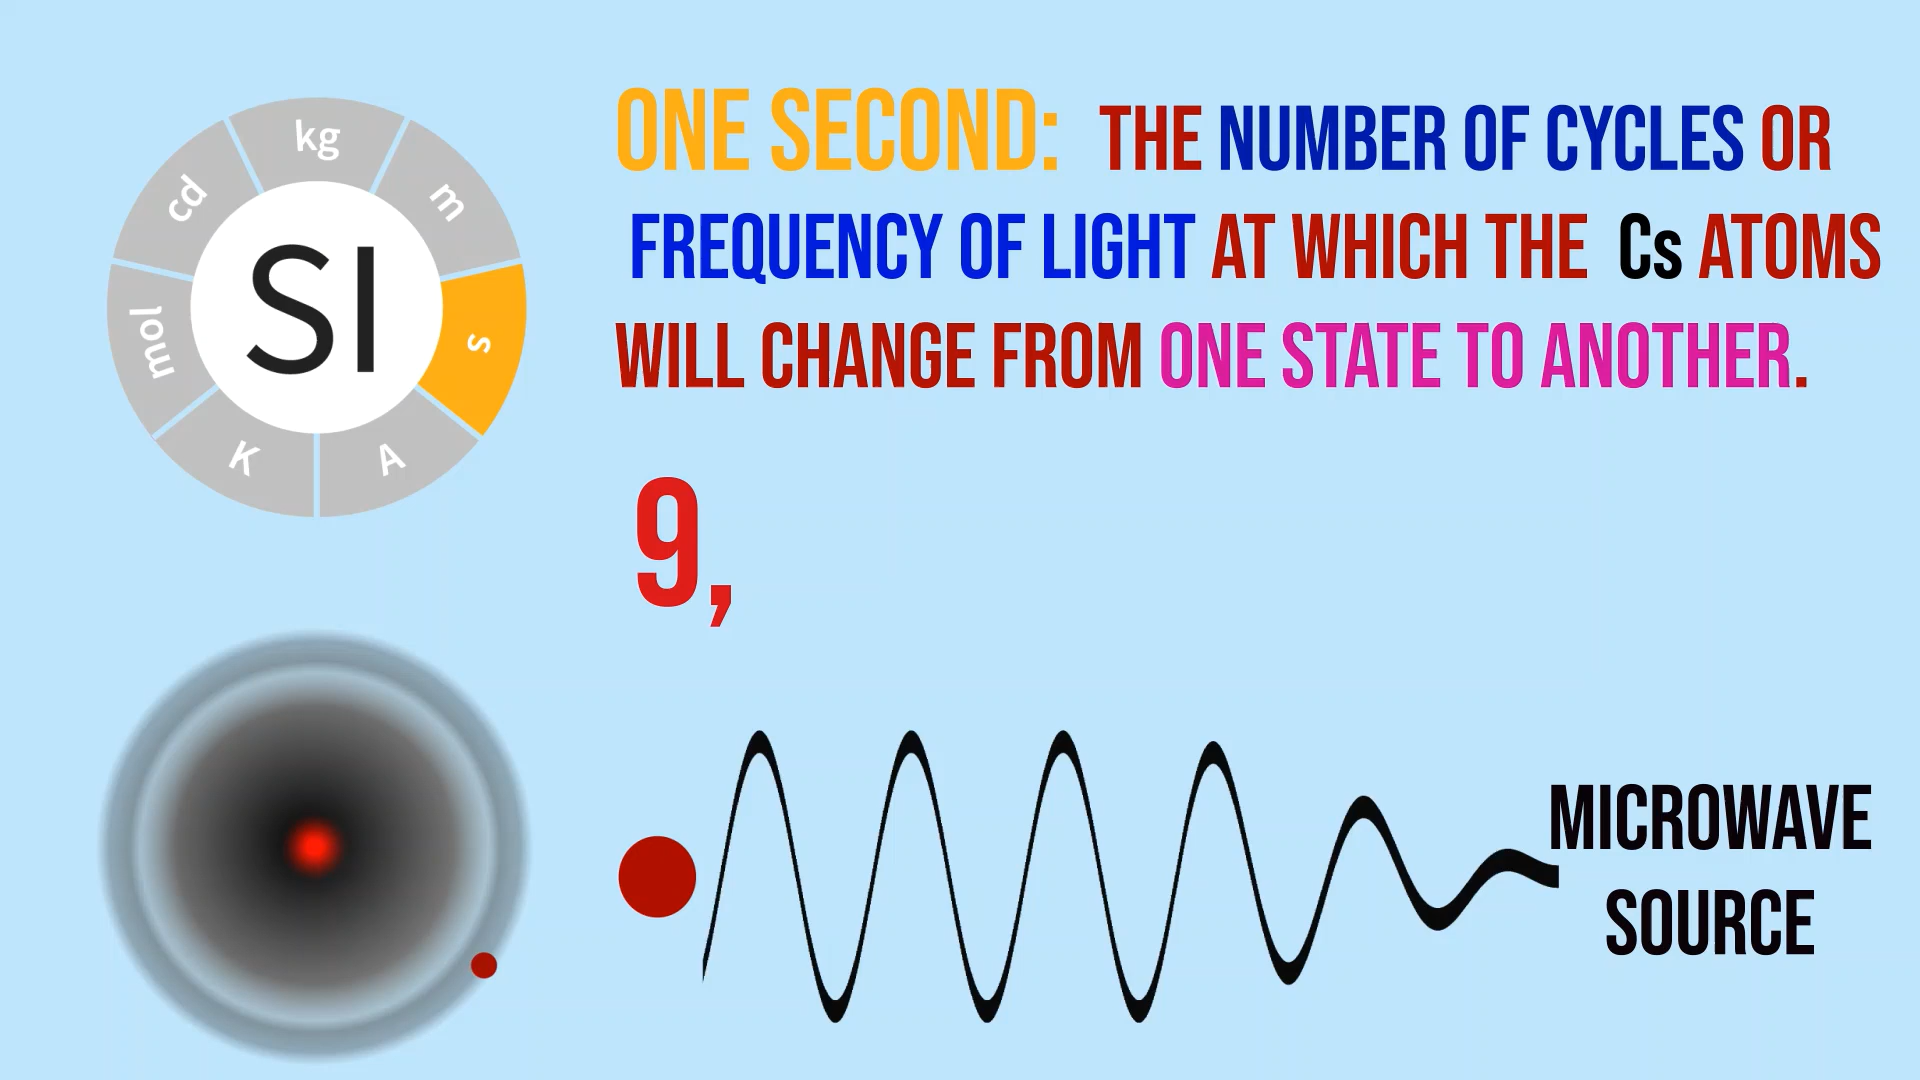 kg
cd
m
SI
mol
s
K
A
ONE SECOND: THE NUMBER OF CYCLES OR
FREQUENCY OF LIGHT AT WHICH THE Cs ATOMS
WILL CHANGE FROM ONE STATE TO ANOTHER.
9,
MICROWAVE
SOURCE